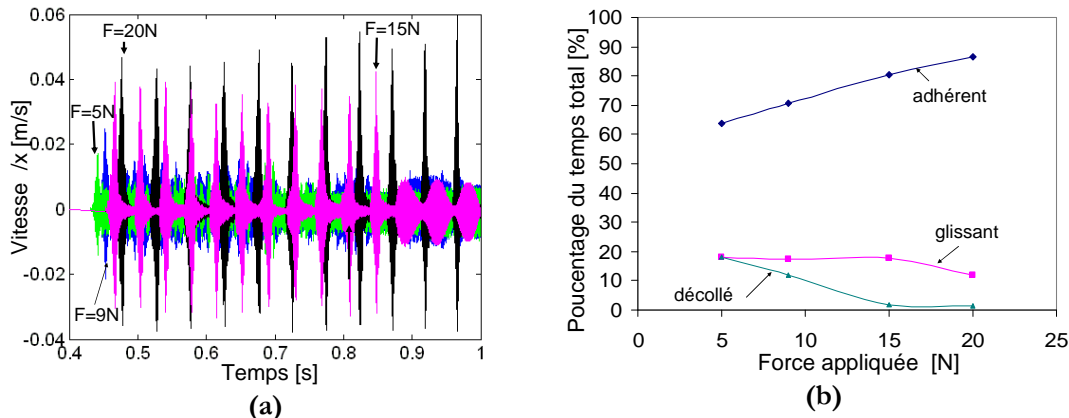 0.06
0.04
0.02
0
-0.02
-0.04
Vitesse /x [m/s]
F=20N
F=15N
F=5N
F=9N
0.4 0.5 0.6 0.7 0.8 0.9 1
Temps [s]
(a)
Poucentage du temps total [%]
100
90
80
70
60
50
40
30
20
10
0
adhérent
glissant
décollé
0 5 10 15 20 25
Force appliquée [N]
(b)